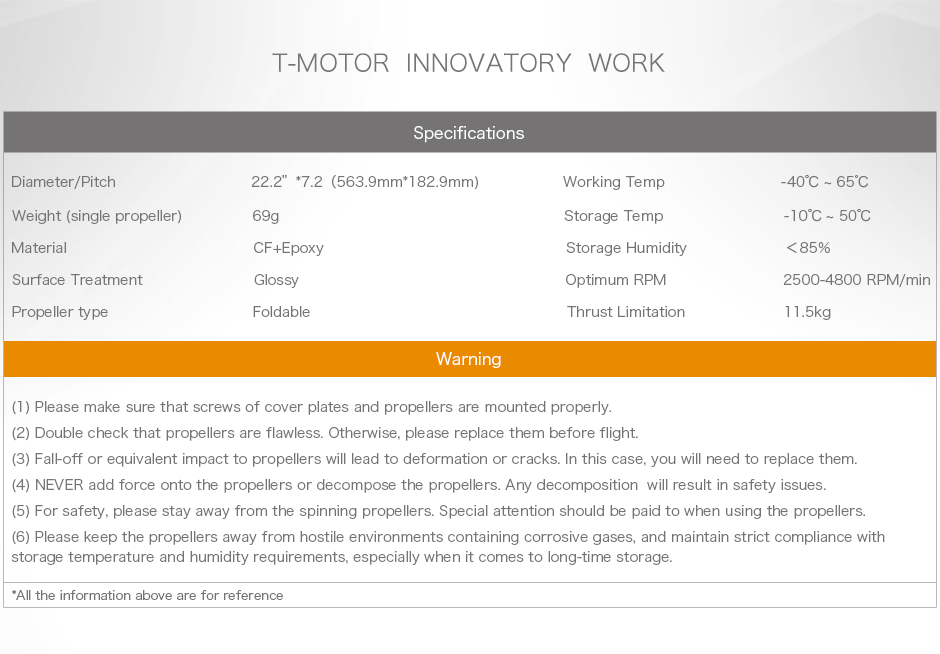 T-MOTOR INNOVATORY WORK
Specifications
Diameter/Pitch 22.2” *7.2 (563.9mm*182.9mm) Working Temp -40℃ ~ 65℃
Weight (single propeller) 69g Storage Temp -10℃ ~ 50℃
Material CF+Epoxy Storage Humidity ＜85%
Surface Treatment Glossy Optimum RPM 2500-4800 RPM/min
Propeller type Foldable Thrust Limitation 11.5kg
Warning
(1) Please make sure that screws of cover plates and propellers are mounted properly.
(2) Double check that propellers are flawless. Otherwise, please replace them before flight.
(3) Fall-off or equivalent impact to propellers will lead to deformation or cracks. In this case, you will need to replace them.
(4) NEVER add force onto the propellers or decompose the propellers. Any decomposition will result in safety issues.
(5) For safety, please stay away from the spinning propellers. Special attention should be paid to when using the propellers.
(6) Please keep the propellers away from hostile environments containing corrosive gases, and maintain strict compliance with
storage temperature and humidity requirements, especially when it comes to long-time storage.
*All the information above are for reference